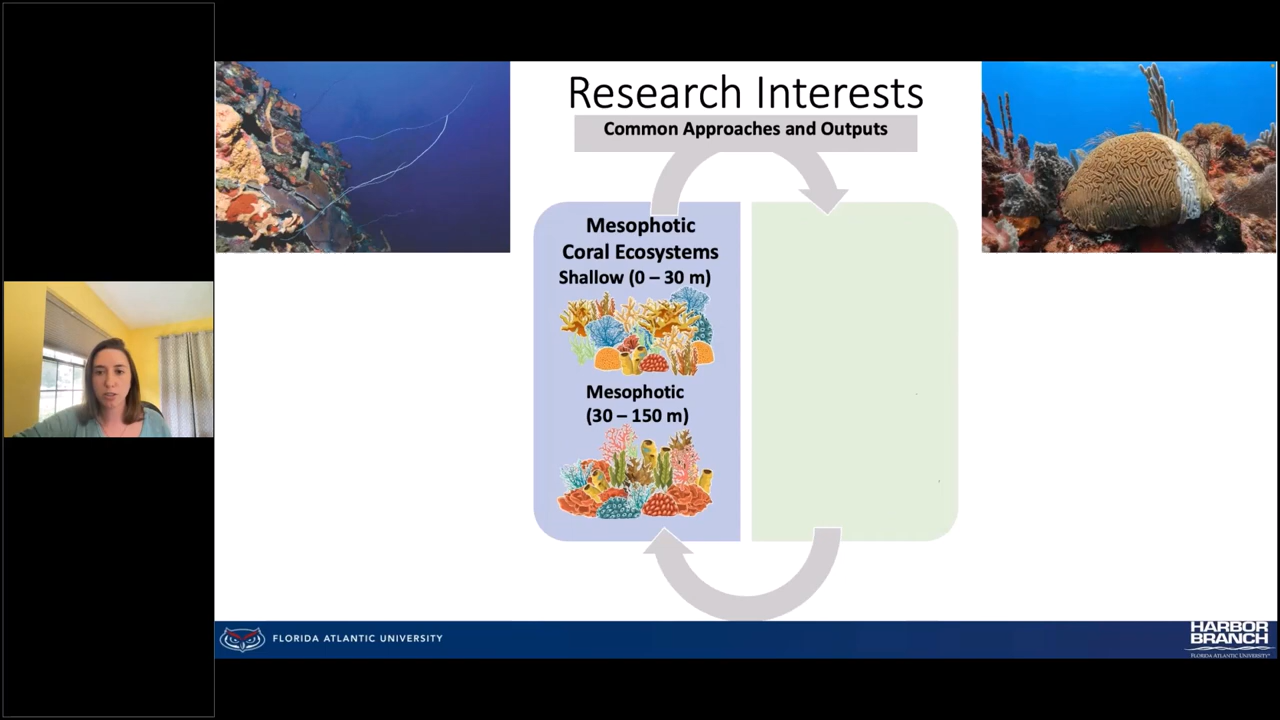 Research Interests
Common Approaches and Outputs
Mesophotic
Coral Ecosystems
Shallow (0 – 30 m)
Mesophotic
(30 – 150 m)
FLORIDA ATLANTIC UNIVERSITY
HARBOR
BRANCH
FLORIDA ATLANTIC UNIVERSITY®